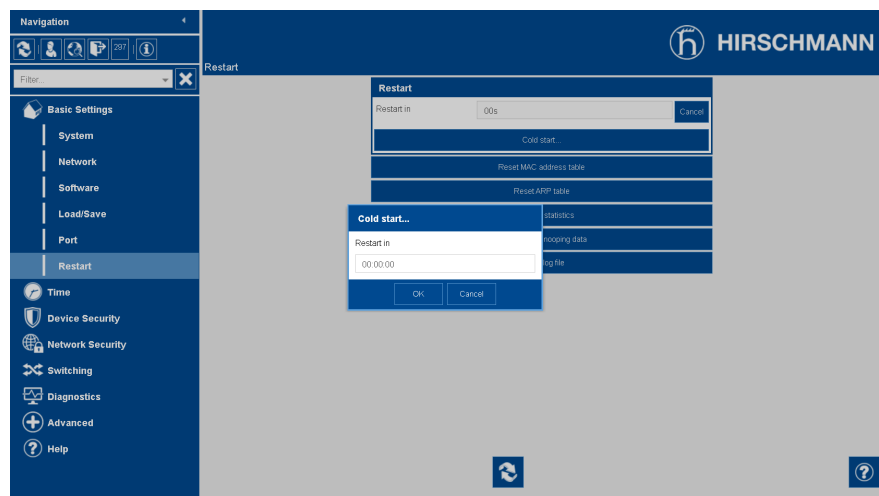 Navigation
297
HIRSCHMANN
Restart
Filter...
Basic Settings
System
Network
Software
Load/Save
Port
Restart
Time
Device Security
Network Security
Switching
Diagnostics
Advanced
Help
Restart
Restart in
00s
Cancel
Cold start...
Reset MAC address table
Reset ARP table
statistics
nooping data
log file
Cold start...
Restart in
00:00:00
OK
Cancel